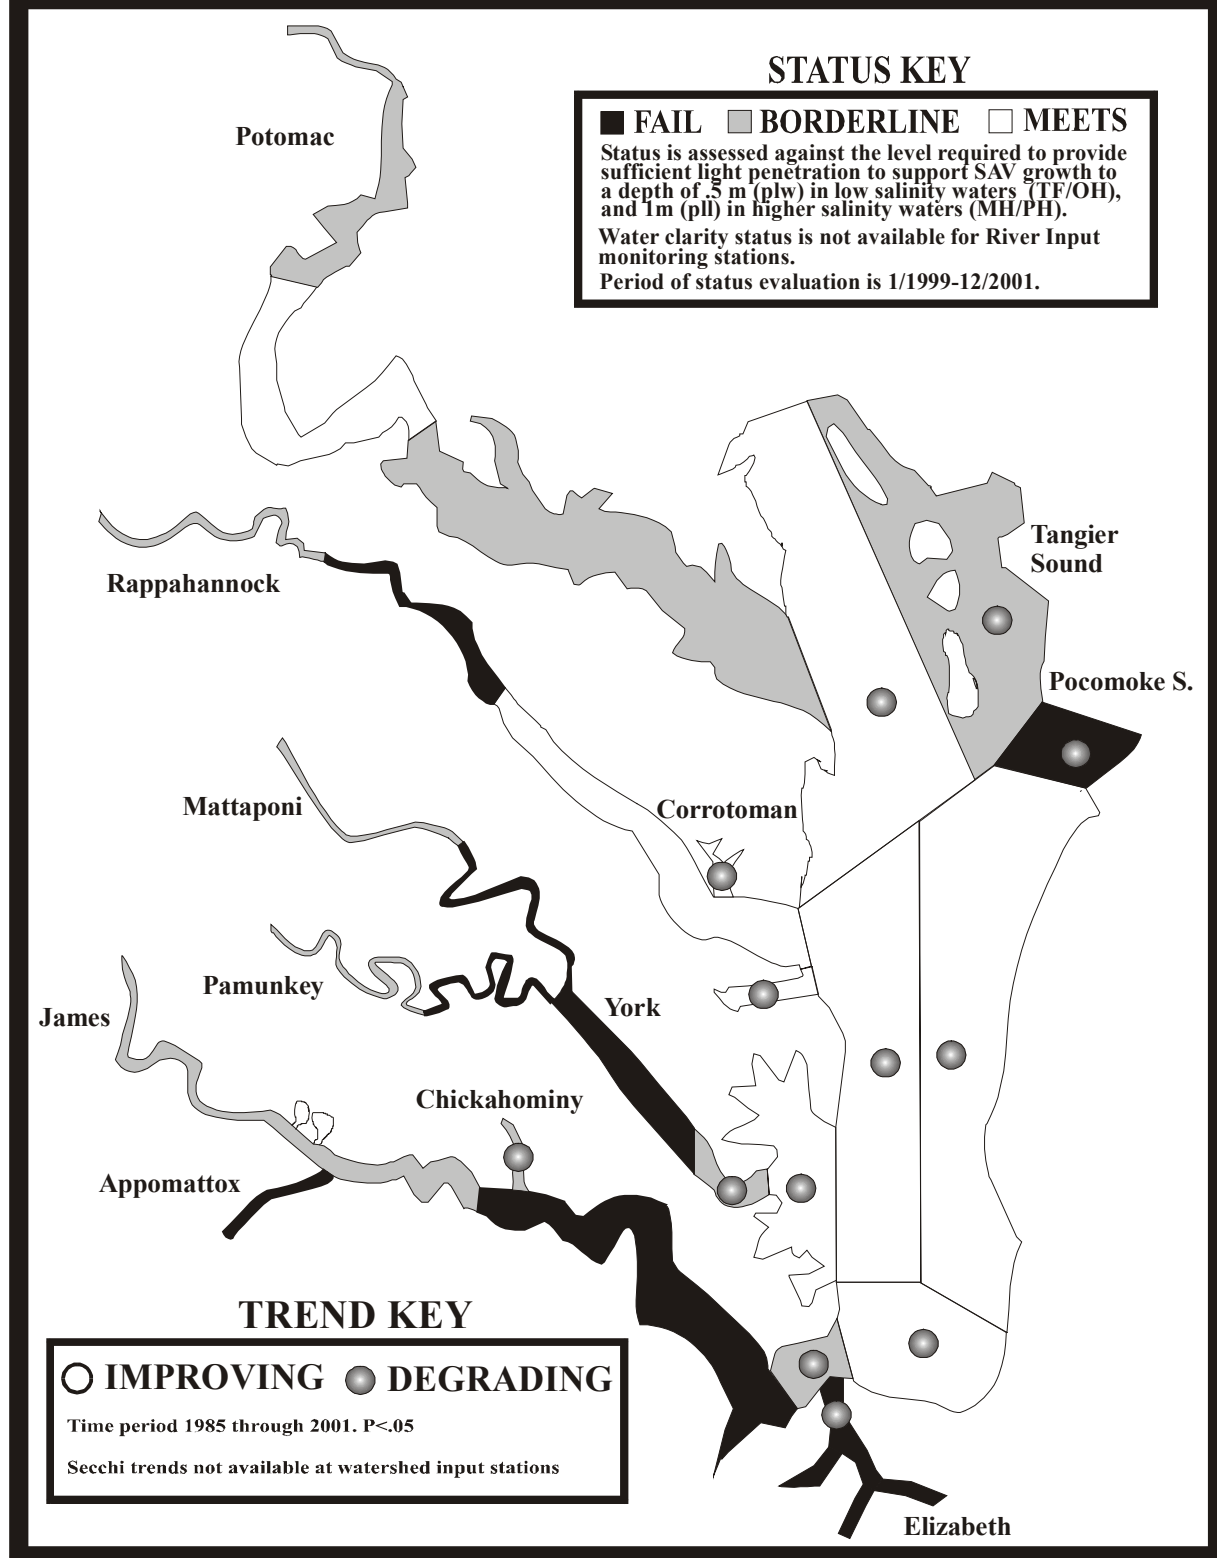 STATUS KEY
FAIL BORDERLINE MEETS
Status is assessed against the level required to provide
sufficient light penetration to support SAV growth to
a depth of .5 m (plw) in low salinity waters (TF/OH),
and 1m (pll) in higher salinity waters (MH/PH).
Water clarity status is not available for River Input
monitoring stations.
Period of status evaluation is 1/1999-12/2001.
Potomac
Tangier
Sound
Rappahannock
Pocomoke S.
Mattaponi
Corrotoman
Pamunkey
York
James
Chickahominy
Appomattox
TREND KEY
IMPROVING DEGRADING
Time period 1985 through 2001. P<.05
Secchi trends not available at watershed input stations
Elizabeth